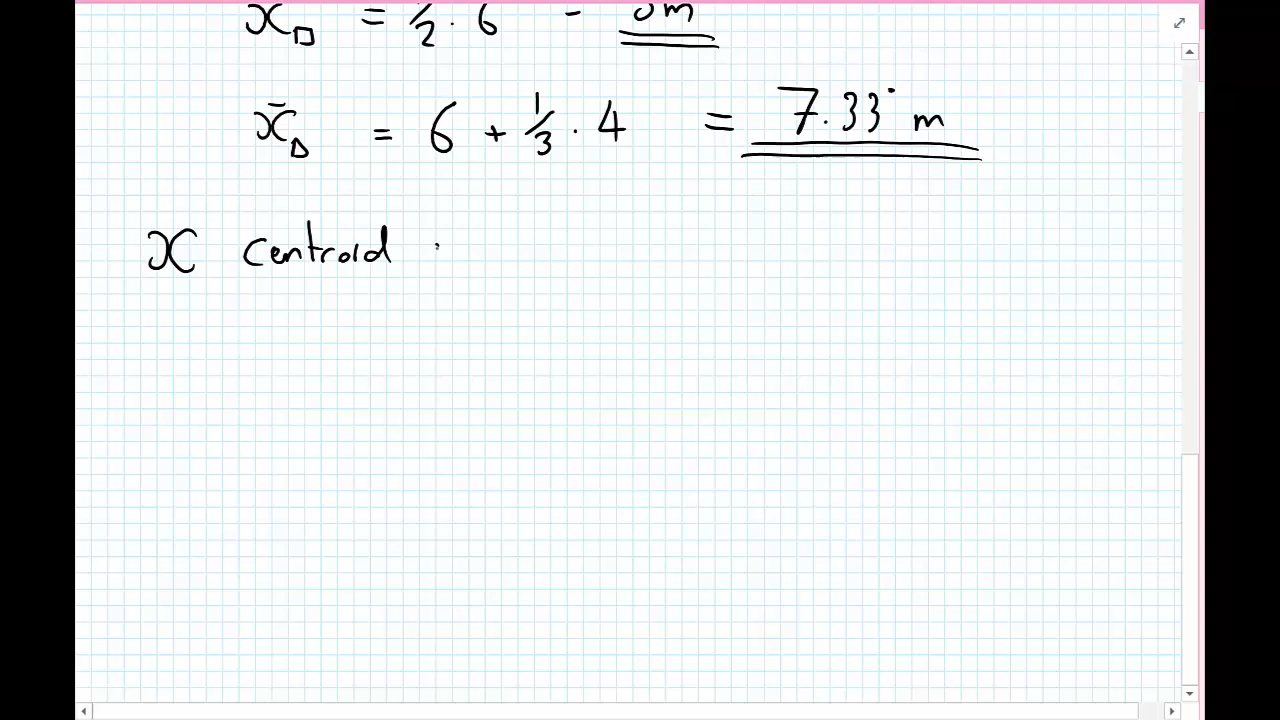 x□ = 1/2 · 6 = 3m
x̄△ = 6 + 1/3 · 4 = 7.33̇ m
x centroid